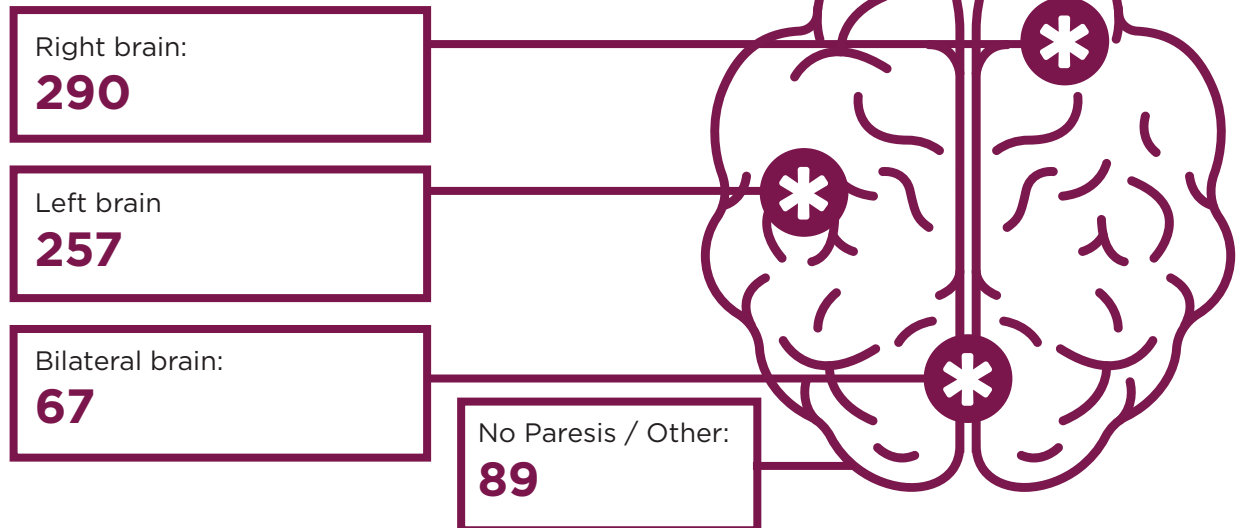 Right brain:
290
Left brain
257
Bilateral brain:
67
No Paresis / Other:
89